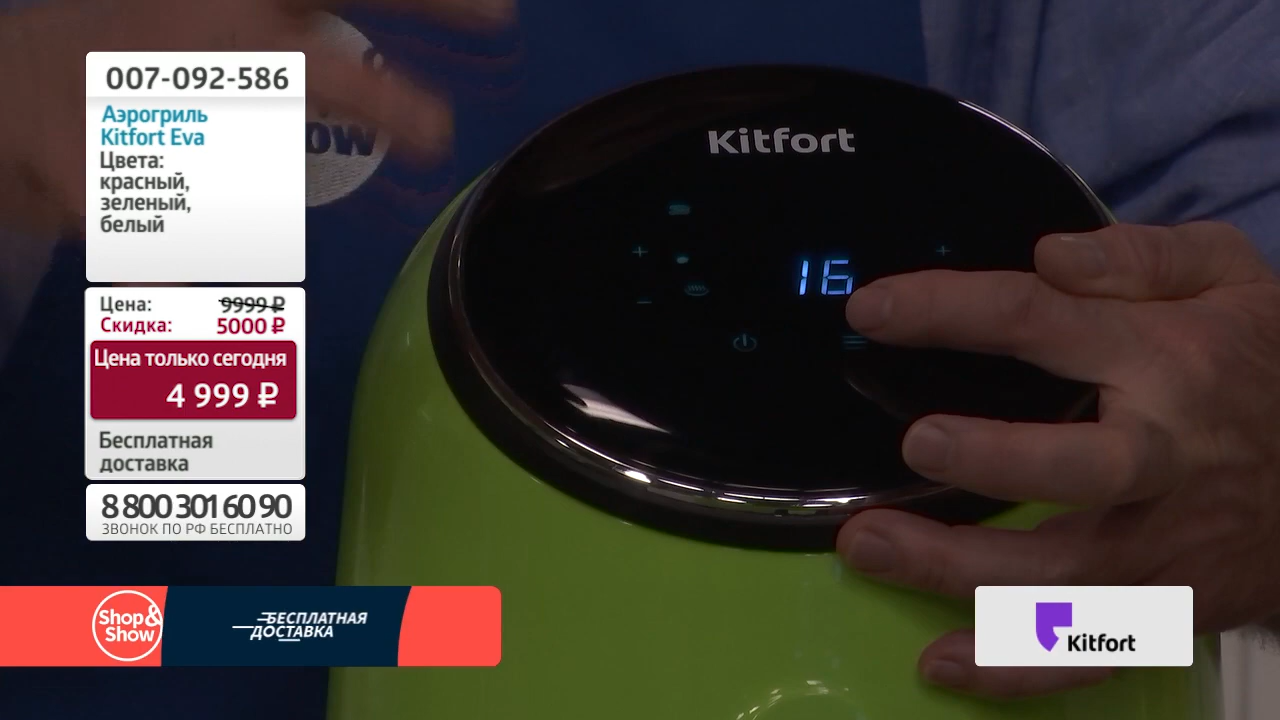 007-092-586
Аэрогриль
Kitfort Eva
Цвета:
красный,
зеленый,
белый
Цена: 9999 ₽
Скидка: 5000 ₽
Цена только сегодня
4 999 ₽
Бесплатная
доставка
8 800 301 60 90
ЗВОНОК ПО РФ БЕСПЛАТНО
Kitfort
16
Shop&
Show
БЕСПЛАТНАЯ
ДОСТАВКА
Kitfort